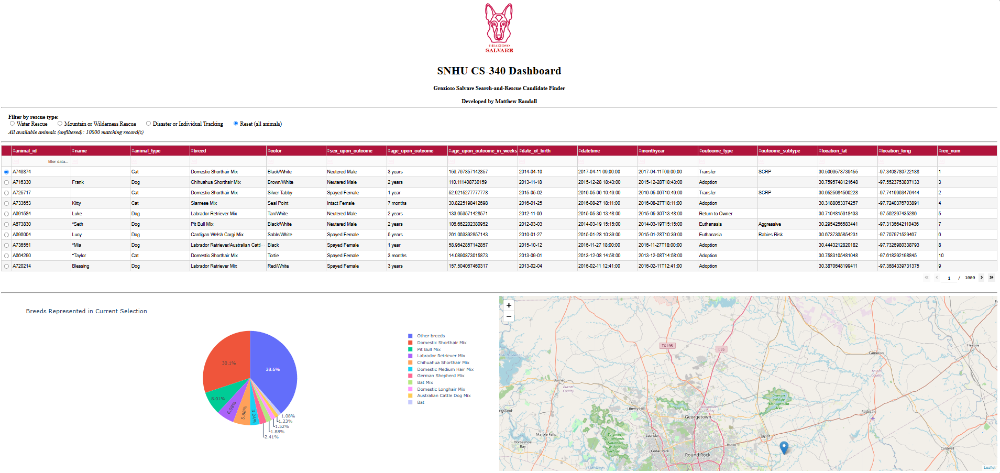 GRAZIOSO
SALVARE
SNHU CS-340 Dashboard
Grazioso Salvare Search-and-Rescue Candidate Finder
Developed by Matthew Randall
Filter by rescue type:
Water Rescue Mountain or Wilderness Rescue Disaster or Individual Tracking Reset (all animals)
All available animals (unfiltered): 10000 matching record(s)
animal_id name animal_type breed color sex_upon_outcome age_upon_outcome age_upon_outcome_in_weeks date_of_birth datetime monthyear outcome_type outcome_subtype location_lat location_long rec_num
filter data...
A746874 Cat Domestic Shorthair Mix Black/White Neutered Male 3 years 156.767857142857 2014-04-10 2017-04-11 09:00:00 2017-04-11T09:00:00 Transfer SCRP 30.5066578739455 -97.3408780722188 1
A716330 Frank Dog Chihuahua Shorthair Mix Brown/White Neutered Male 2 years 110.111408730159 2013-11-18 2015-12-28 18:43:00 2015-12-28T18:43:00 Adoption 30.7595748121648 -97.5523753807133 3
A725717 Cat Domestic Shorthair Mix Silver Tabby Spayed Female 1 year 52.9215277777778 2015-05-02 2016-05-06 10:49:00 2016-05-06T10:49:00 Transfer SCRP 30.6525984560228 -97.7419963476444 2
A733653 Kitty Cat Siamese Mix Seal Point Intact Female 7 months 30.8225198412698 2016-01-25 2016-08-27 18:11:00 2016-08-27T18:11:00 Adoption 30.3188063374257 -97.7240376703891 4
A691584 Luke Dog Labrador Retriever Mix Tan/White Neutered Male 2 years 133.653571428571 2012-11-06 2015-05-30 13:48:00 2015-05-30T13:48:00 Return to Owner 30.7104815618433 -97.562297435286 5
A673830 *Seth Dog Pit Bull Mix Black/White Neutered Male 2 years 106.662202380952 2012-03-03 2014-03-19 15:15:00 2014-03-19T15:15:00 Euthanasia Aggressive 30.2954256583441 -97.3136642110436 7
A696004 Lucy Dog Cardigan Welsh Corgi Mix Sable/White Spayed Female 5 years 261.063392857143 2010-01-27 2015-01-28 10:39:00 2015-01-28T10:39:00 Euthanasia Rabies Risk 30.6737365854231 -97.707971529467 6
A736551 *Mia Dog Labrador Retriever/Australian Cattl... Black Spayed Female 1 year 58.9642857142857 2015-10-12 2016-11-27 18:00:00 2016-11-27T18:00:00 Adoption 30.4443212820182 -97.7326980338793 8
A664290 *Taylor Cat Domestic Shorthair Mix Tortie Spayed Female 3 months 14.0890873015873 2013-09-01 2013-12-08 14:58:00 2013-12-08T14:58:00 Adoption 30.7583105481048 -97.618292198845 10
A720214 Blessing Dog Labrador Retriever Mix Red/White Spayed Female 3 years 157.504067460317 2013-02-04 2016-02-11 12:41:00 2016-02-11T12:41:00 Adoption 30.3870648199411 -97.3684339731375 9
« ‹ 1 / 1000 › »
Breeds Represented in Current Selection
38.6%
30.1%
8.01%
6.08%
5.88%
3.24%
2.41%
1.88%
1.52%
1.23%
1.08%
Other breeds
Domestic Shorthair Mix
Pit Bull Mix
Labrador Retriever Mix
Chihuahua Shorthair Mix
Domestic Medium Hair Mix
German Shepherd Mix
Bat Mix
Domestic Longhair Mix
Australian Cattle Dog Mix
Bat
+
−
TX 195
I 35
Hearne
Cameron
Lake Buchanan
Milam
County
Burnet
Burnet
County
Granger
Wildlife
Management
Area
Liberty Hill
Williamson
County
ngsland
Georgetown
Rockdale
Marble Falls
Leander
Taylor
Balcones
Canyonlands
National
Wildlife
Refuge
Horseshoe
Bay
Hutto
Cedar Park
Caldwell
Round Rock
Lake Travis
Leaflet